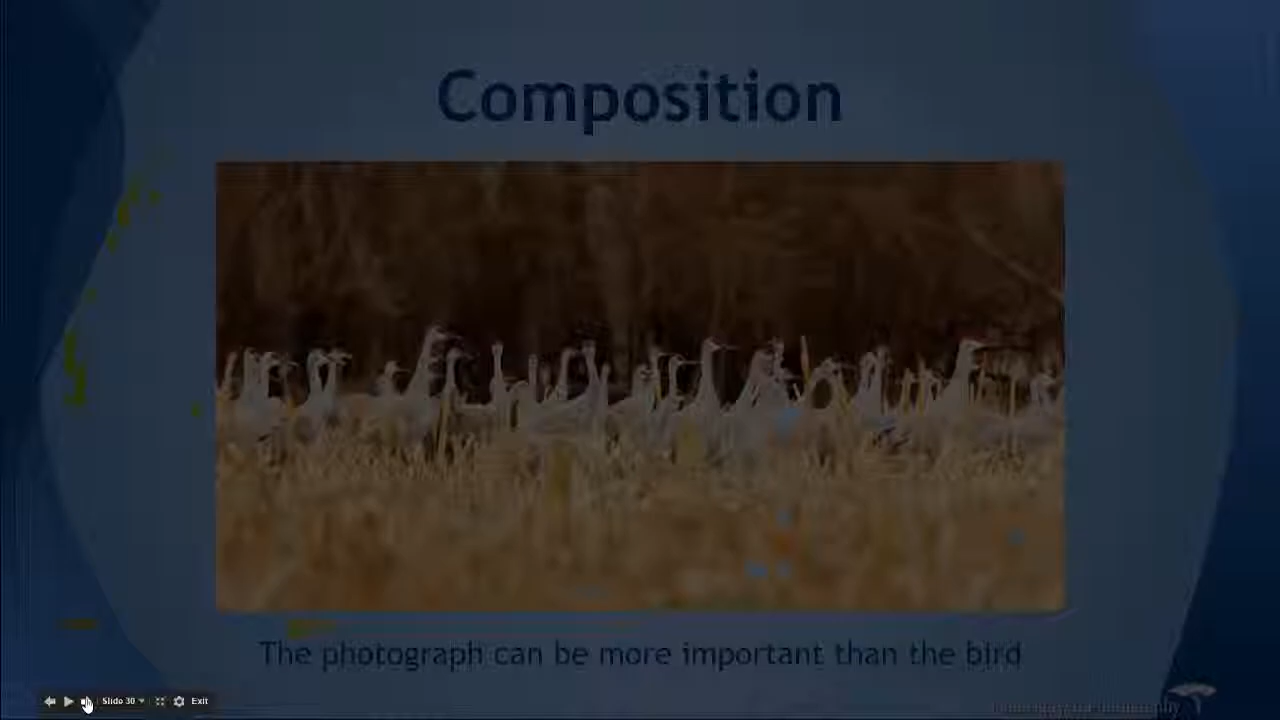 Composition
The photograph can be more important than the bird
Slide 30 Exit